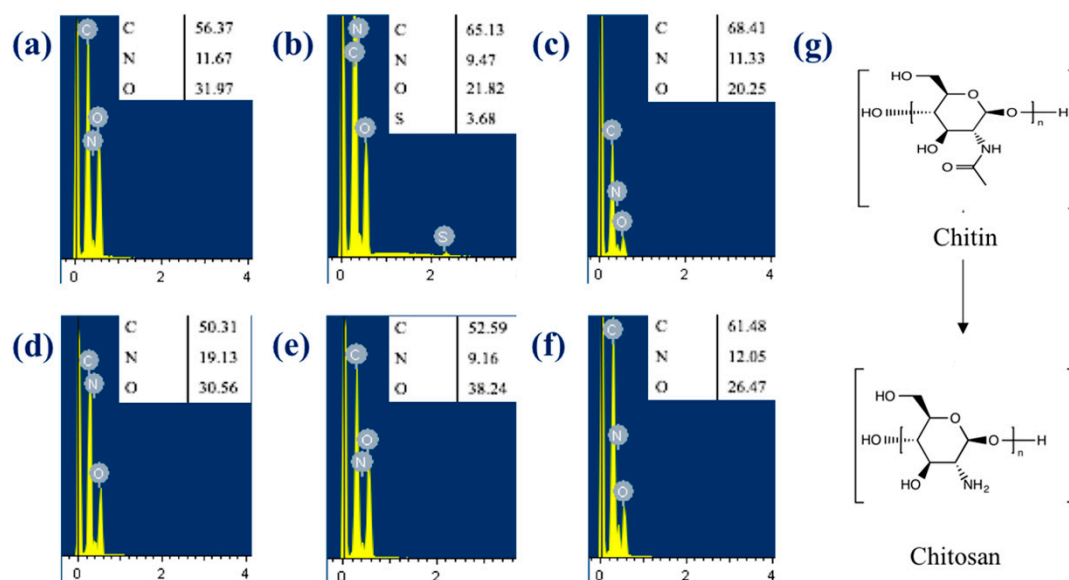 (a)
C 56.37
N 11.67
O 31.97
C
O
N
0 2 4
(b)
C 65.13
N 9.47
O 21.82
S 3.68
N
C
O
S
0 2
(c)
C 68.41
N 11.33
O 20.25
C
N
O
0 2 4
(d)
C 50.31
N 19.13
O 30.56
C
N
O
0 2 4
(e)
C 52.59
N 9.16
O 38.24
C
O
N
0 2
(f)
C 61.48
N 12.05
O 26.47
C
N
O
0 2 4
(g)
HO
O
HO O H
n
HO NH
O
Chitin
HO
O
HO O H
n
HO NH2
Chitosan